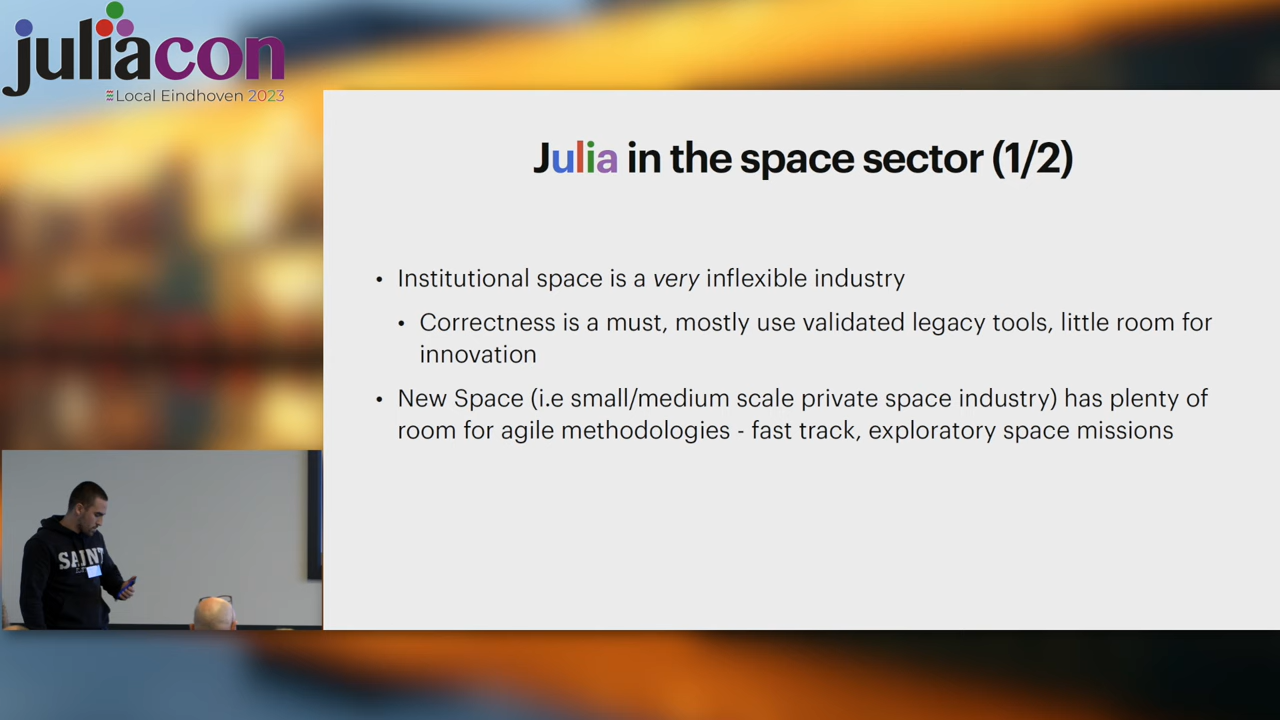 juliacon
Local Eindhoven 2023
Julia in the space sector (1/2)
• Institutional space is a very inflexible industry
• Correctness is a must, mostly use validated legacy tools, little room for
innovation
• New Space (i.e small/medium scale private space industry) has plenty of
room for agile methodologies - fast track, exploratory space missions
SAINT